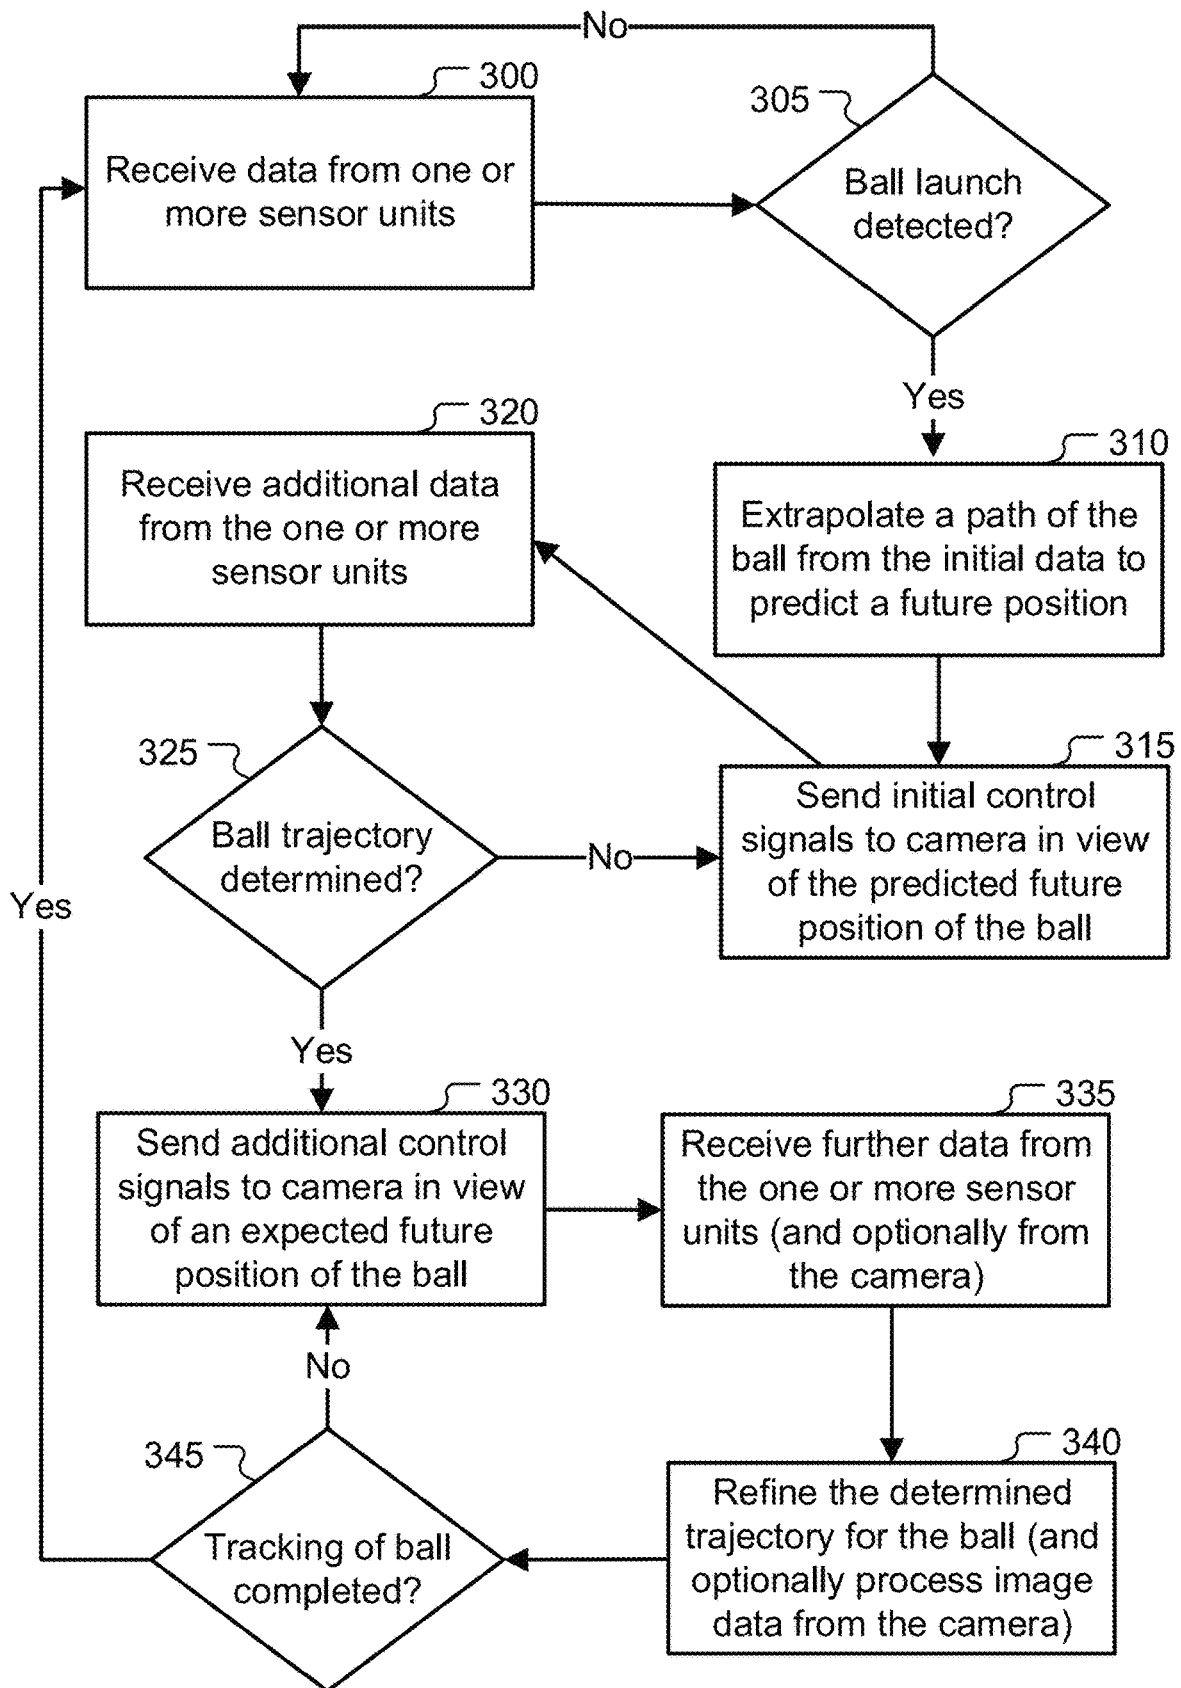 No
300
Receive data from one or
more sensor units
305
Ball launch
detected?
Yes
310
Extrapolate a path of the
ball from the initial data to
predict a future position
320
Receive additional data
from the one or more
sensor units
315
Send initial control
signals to camera in view
of the predicted future
position of the ball
325
Ball trajectory
determined?
No
Yes
Yes
330
Send additional control
signals to camera in view
of an expected future
position of the ball
335
Receive further data from
the one or more sensor
units (and optionally from
the camera)
340
Refine the determined
trajectory for the ball (and
optionally process image
data from the camera)
No
345
Tracking of ball
completed?